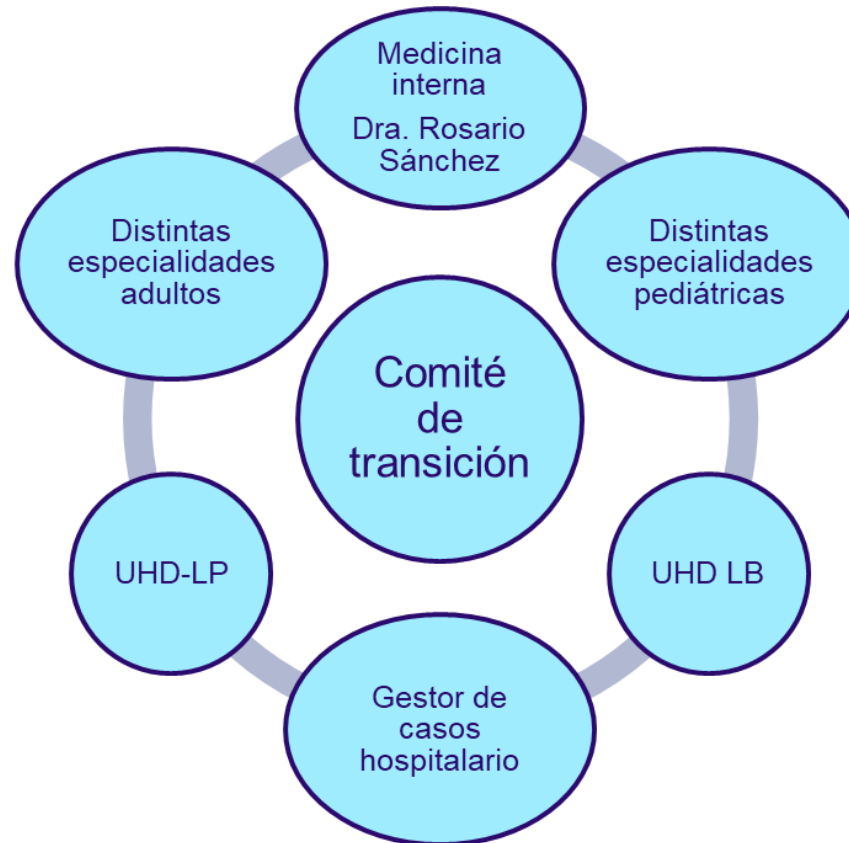 Medicina
interna
Dra. Rosario
Sánchez
Distintas
especialidades
adultos
Distintas
especialidades
pediátricas
Comité
de
transición
UHD-LP
UHD LB
Gestor de
casos
hospitalario